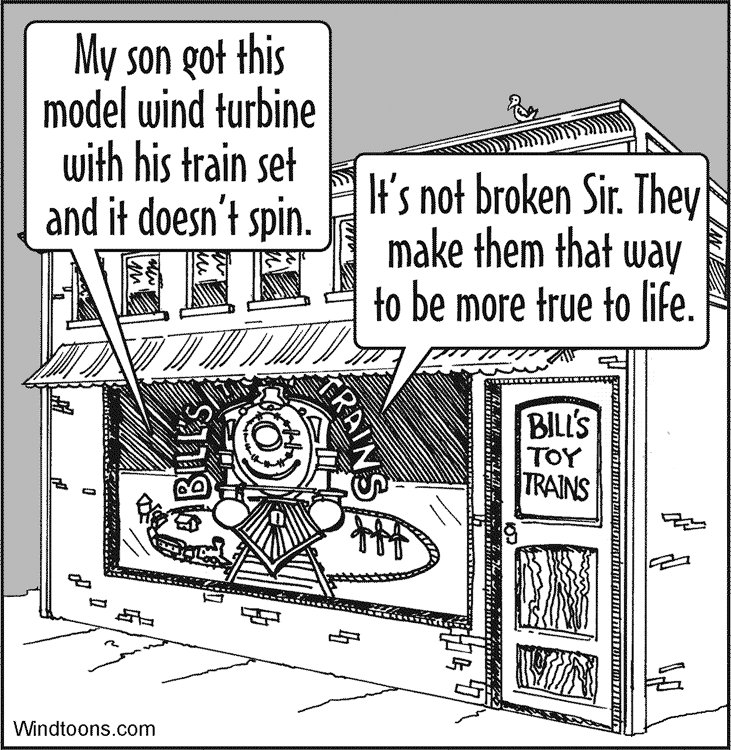 My son got this
model wind turbine
with his train set
and it doesn't spin.
It's not broken Sir. They
make them that way
to be more true to life.
BILL'S
TRAINS
BILL'S
TOY
TRAINS
Windtoons.com